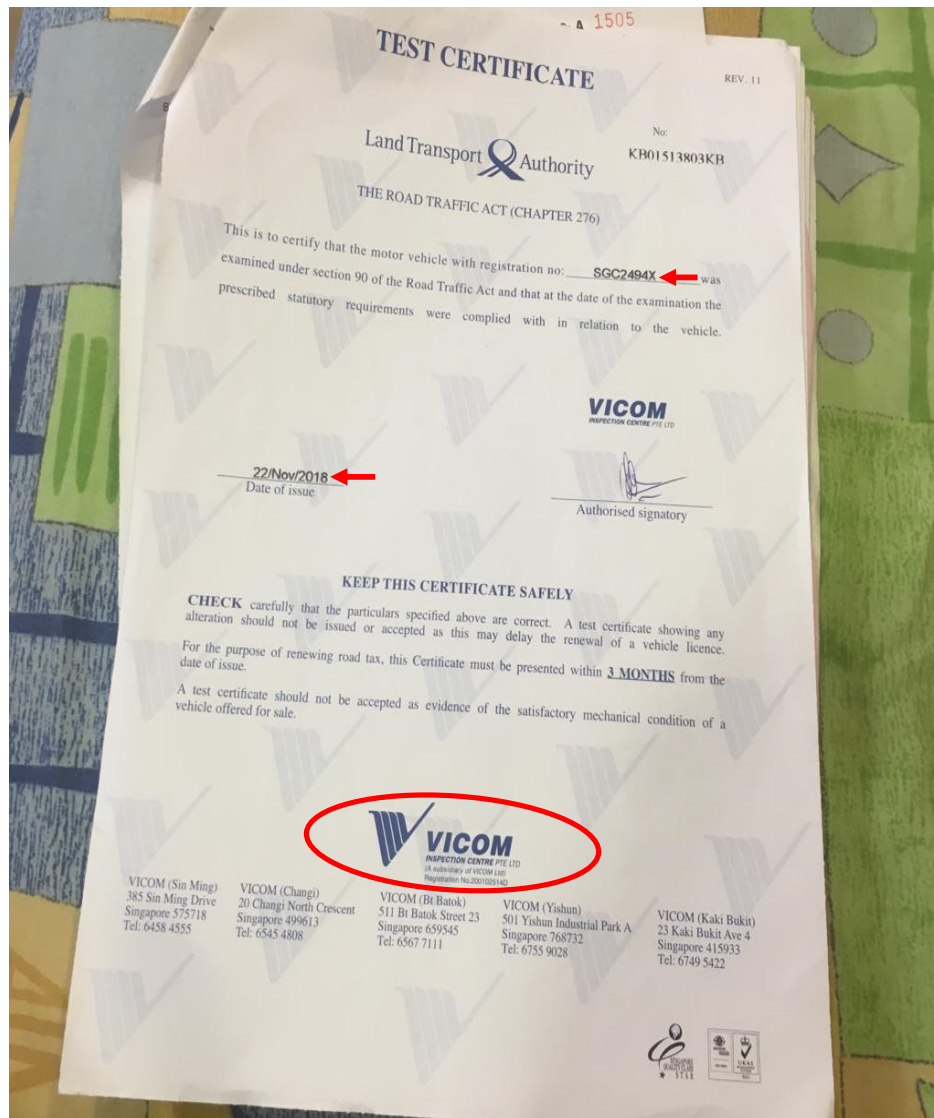 A 1505
TEST CERTIFICATE
REV. 11
Land Transport Authority
No:
KB01513803KB
THE ROAD TRAFFIC ACT (CHAPTER 276)
This is to certify that the motor vehicle with registration no: SGC2494X was
examined under section 90 of the Road Traffic Act and that at the date of the examination the
prescribed statutory requirements were complied with in relation to the vehicle.
VICOM
INSPECTION CENTRE PTE LTD
22/Nov/2018
Date of issue
Authorised signatory
KEEP THIS CERTIFICATE SAFELY
CHECK carefully that the particulars specified above are correct. A test certificate showing any
alteration should not be issued or accepted as this may delay the renewal of a vehicle licence.
For the purpose of renewing road tax, this Certificate must be presented within 3 MONTHS from the
date of issue.
A test certificate should not be accepted as evidence of the satisfactory mechanical condition of a
vehicle offered for sale.
VICOM
INSPECTION CENTRE PTE LTD
(A subsidiary of VICOM Ltd)
Registration No.200102514D
VICOM (Sin Ming)
385 Sin Ming Drive
Singapore 575718
Tel: 6458 4555
VICOM (Changi)
20 Changi North Crescent
Singapore 499613
Tel: 6545 4808
VICOM (Bt Batok)
511 Bt Batok Street 23
Singapore 659545
Tel: 6567 7111
VICOM (Yishun)
501 Yishun Industrial Park A
Singapore 768732
Tel: 6755 9028
VICOM (Kaki Bukit)
23 Kaki Bukit Ave 4
Singapore 415933
Tel: 6749 5422
SINGAPORE
QUALITY CLASS
STAR
UKAS